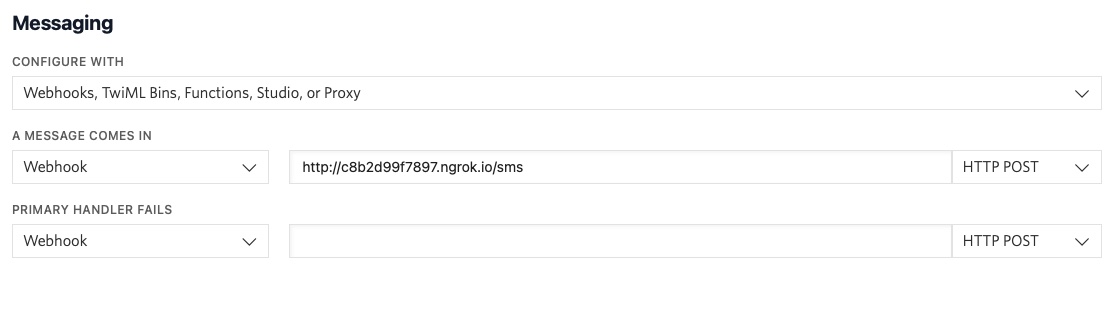 Messaging
CONFIGURE WITH
Webhooks, TwiML Bins, Functions, Studio, or Proxy
A MESSAGE COMES IN
Webhook http://c8b2d99f7897.ngrok.io/sms HTTP POST
PRIMARY HANDLER FAILS
Webhook HTTP POST